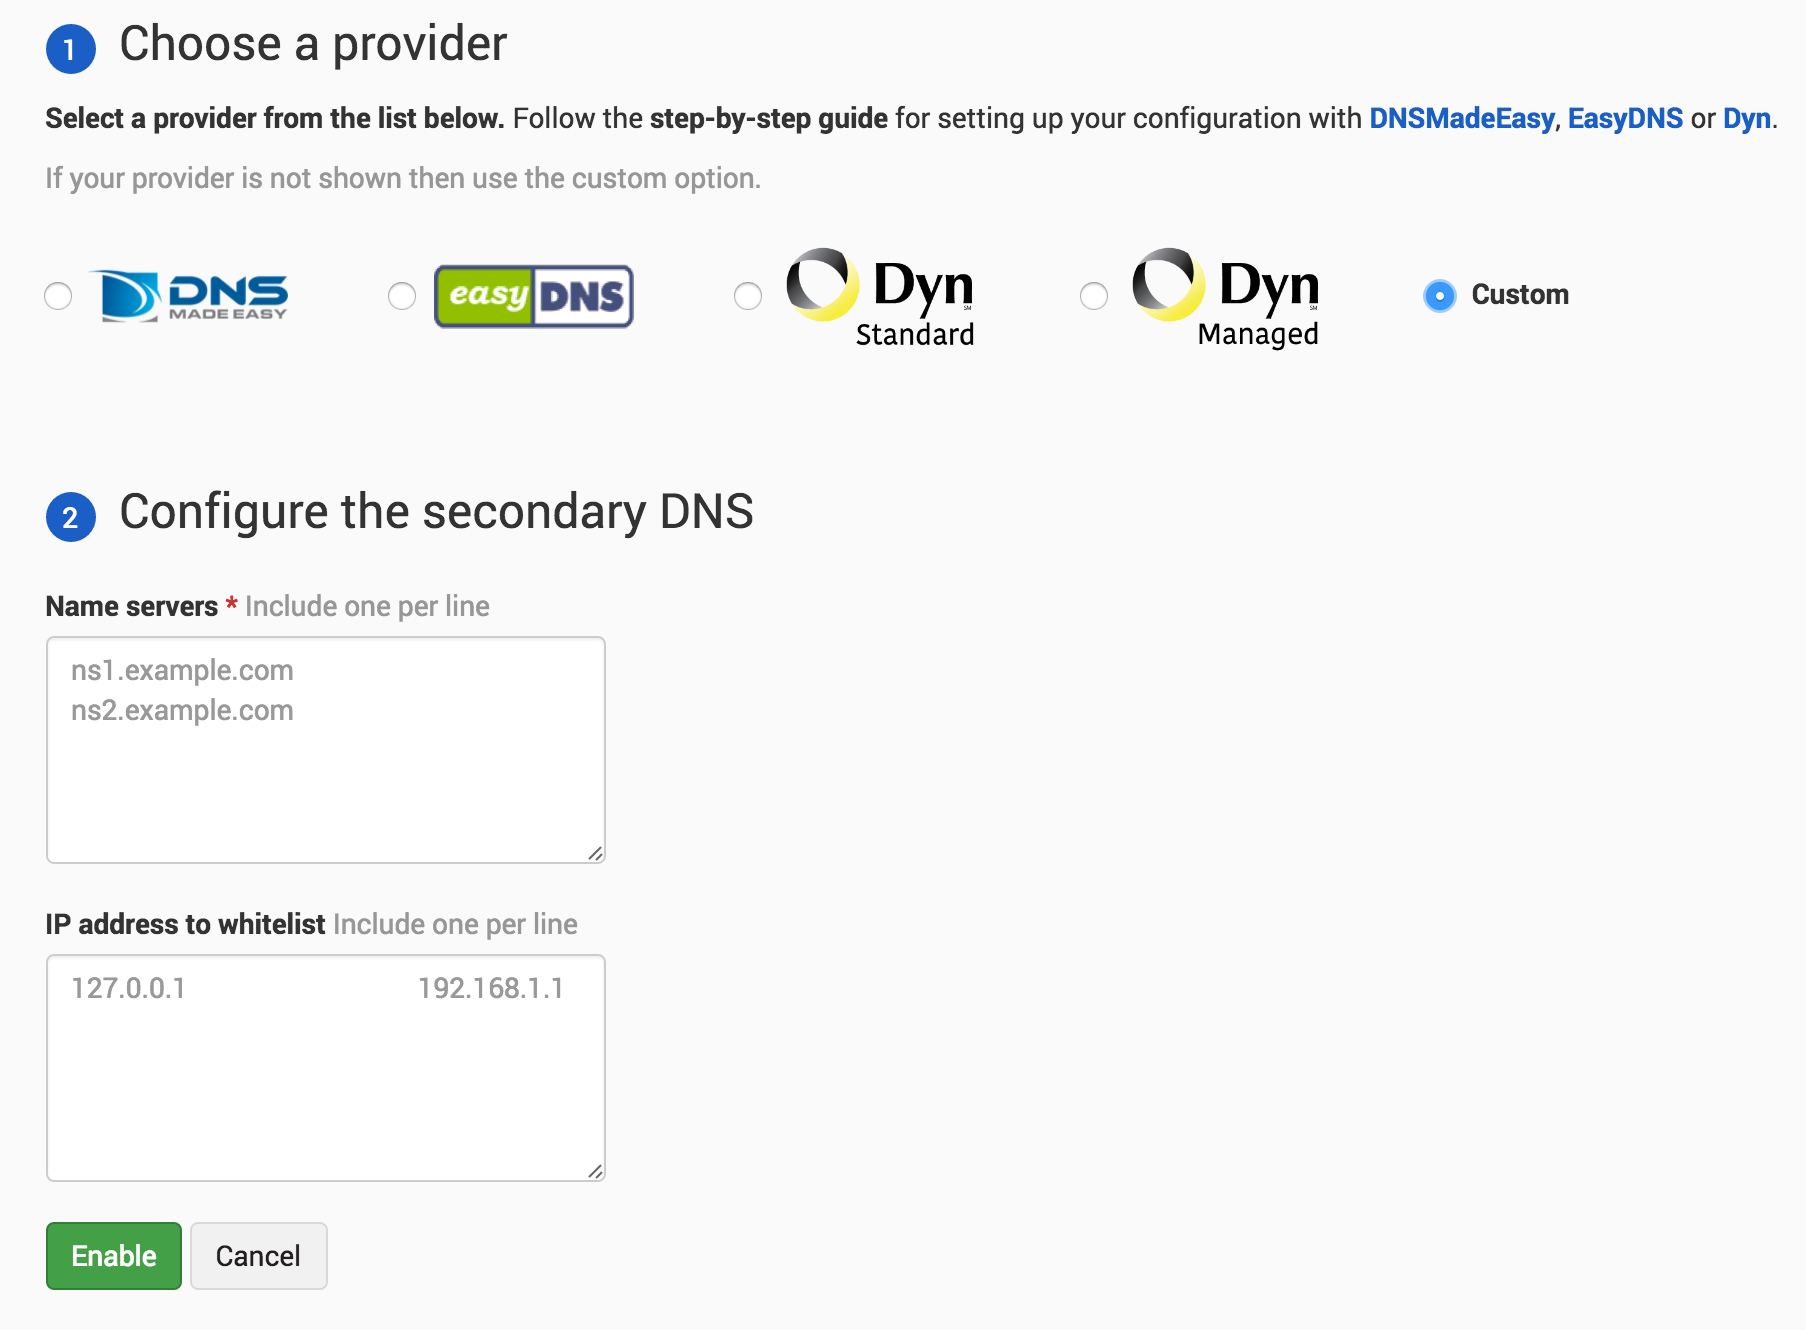 1 Choose a provider
Select a provider from the list below. Follow the step-by-step guide for setting up your configuration with DNSMadeEasy, EasyDNS or Dyn.
If your provider is not shown then use the custom option.
DNS
MADE EASY
easy DNS
Dyn
Standard
Dyn
Managed
Custom
2 Configure the secondary DNS
Name servers * Include one per line
ns1.example.com
ns2.example.com
IP address to whitelist Include one per line
127.0.0.1 192.168.1.1
Enable Cancel